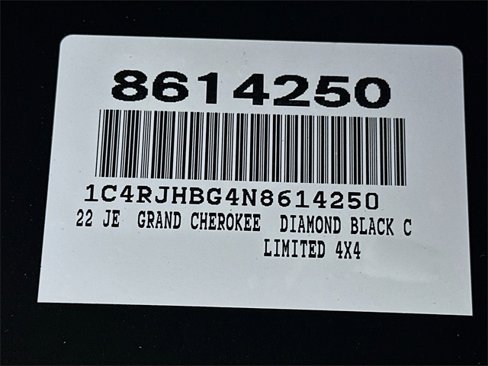 8614250
1C4RJHBG4N8614250
22 JE GRAND CHEROKEE DIAMOND BLACK C
LIMITED 4X4